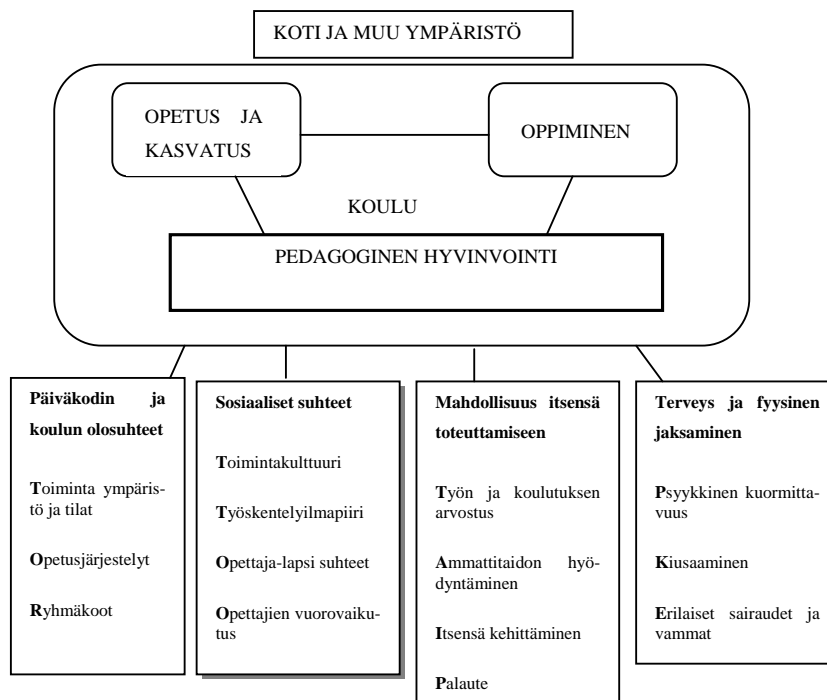 KOTI JA MUU YMPÄRISTÖ
OPETUS JA
KASVATUS
OPPIMINEN
KOULU
PEDAGOGINEN HYVINVOINTI
Päiväkodin ja
koulun olosuhteet
Toiminta ympäris-
tö ja tilat
Opetusjärjestelyt
Ryhmäkoot
Sosiaaliset suhteet
Toimintakulttuuri
Työskentelyilmapiiri
Opettaja-lapsi suhteet
Opettajien vuorovaiku-
tus
Mahdollisuus itsensä
toteuttamiseen
Työn ja koulutuksen
arvostus
Ammattitaidon hyö-
dyntäminen
Itsensä kehittäminen
Palaute
Terveys ja fyysinen
jaksaminen
Psyykkinen kuormitta-
vuus
Kiusaaminen
Erilaiset sairaudet ja
vammat